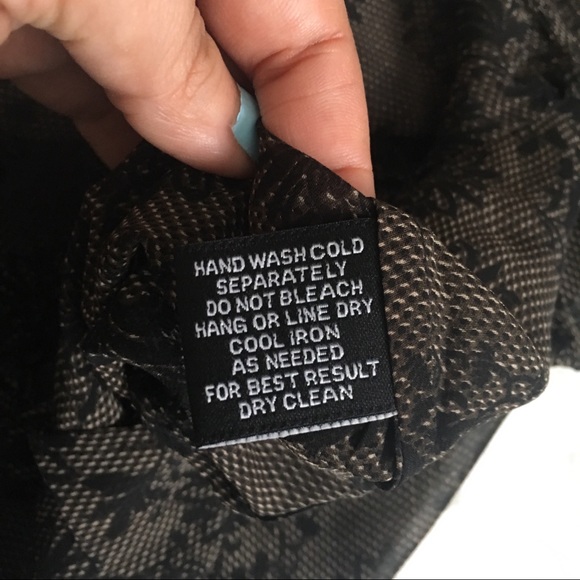 HAND WASH COLD
SEPARATELY
DO NOT BLEACH
HANG OR LINE DRY
COOL IRON
AS NEEDED
FOR BEST RESULT
DRY CLEAN